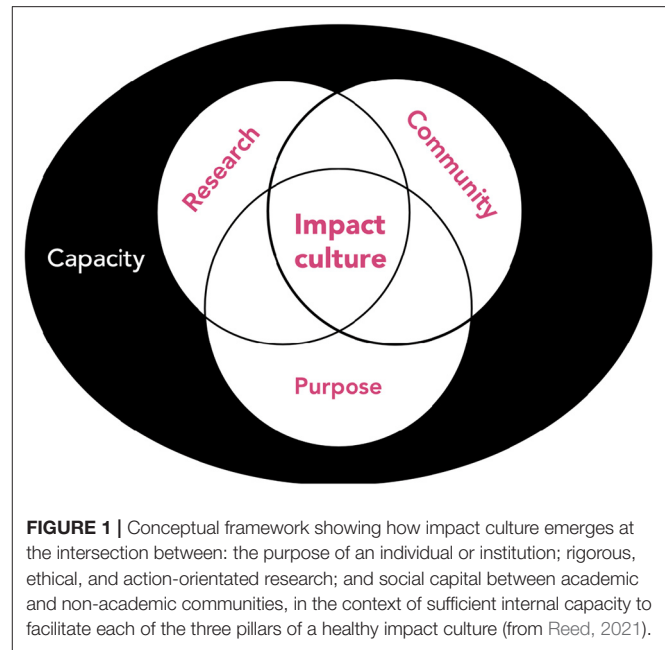 Research
Community
Impact
culture
Capacity
Purpose
FIGURE 1 | Conceptual framework showing how impact culture emerges at
the intersection between: the purpose of an individual or institution; rigorous,
ethical, and action-orientated research; and social capital between academic
and non-academic communities, in the context of sufficient internal capacity to
facilitate each of the three pillars of a healthy impact culture (from Reed, 2021).